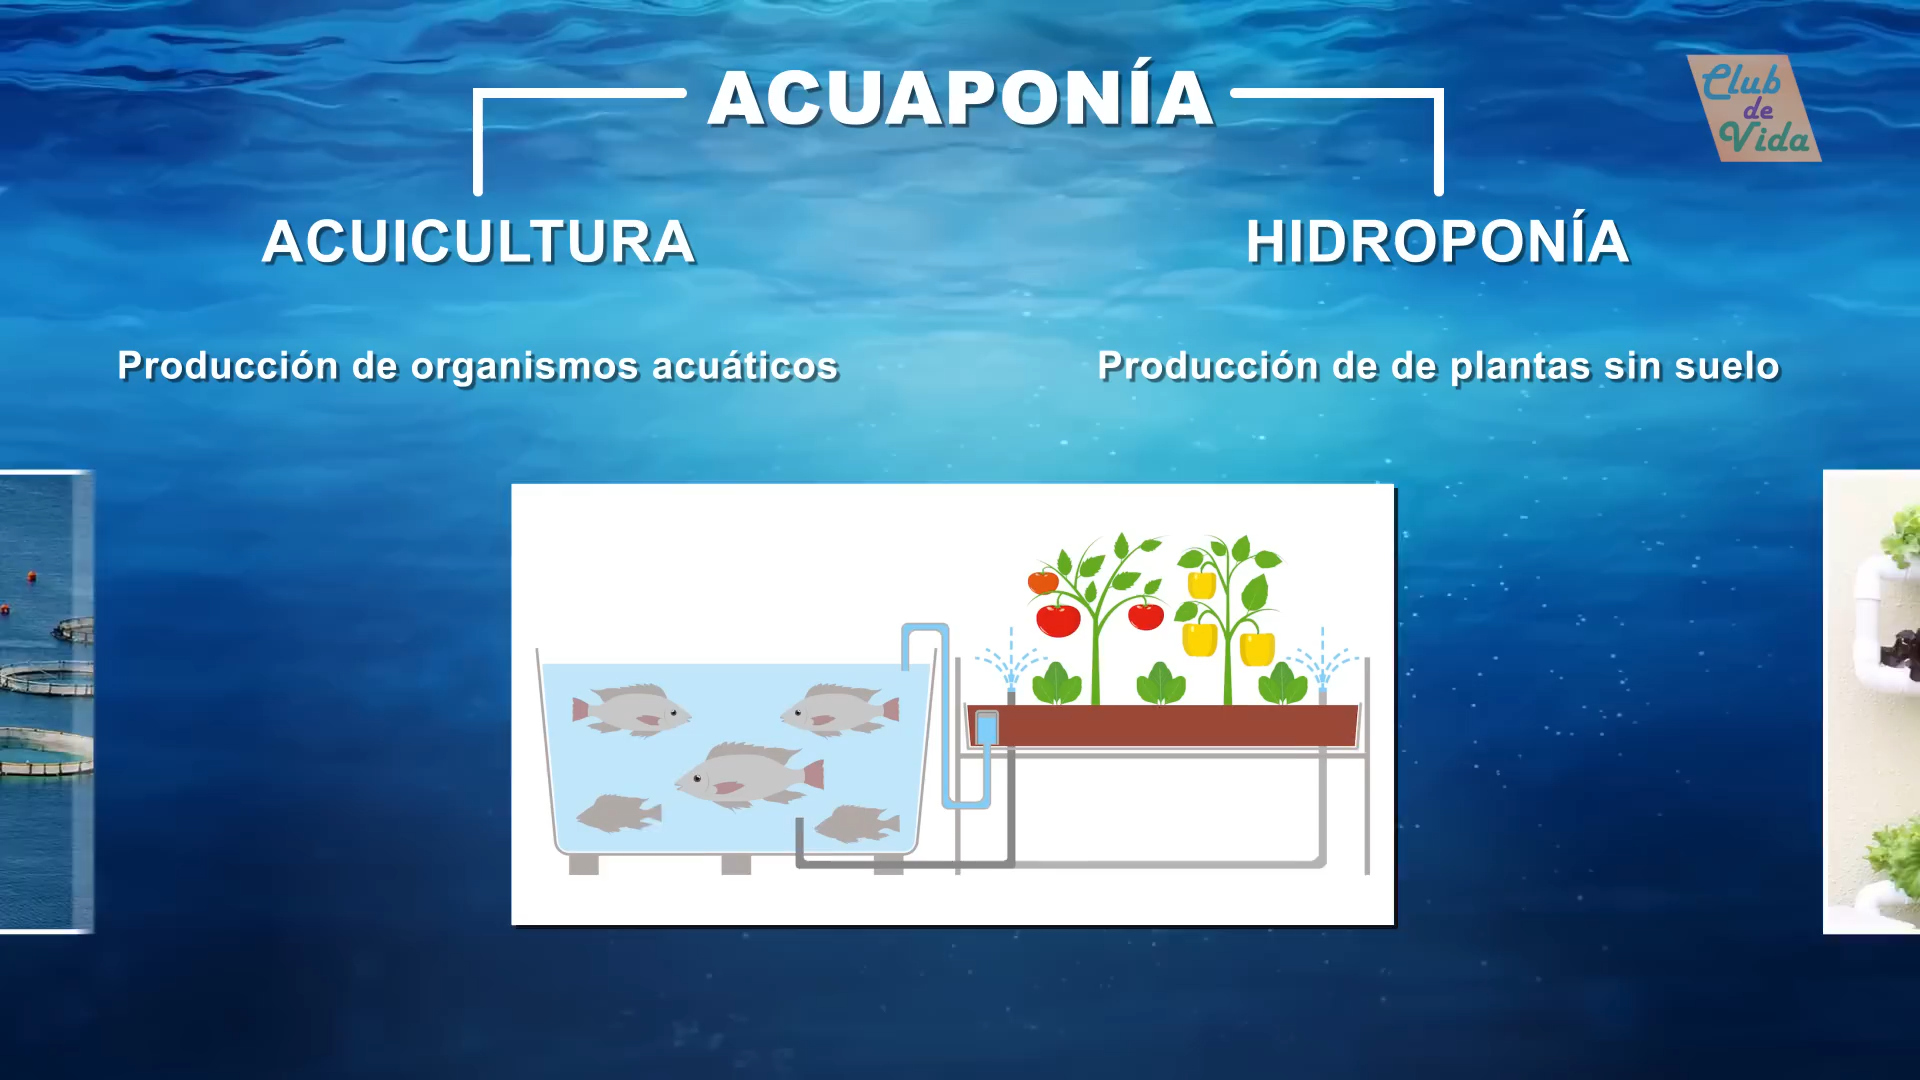 ACUAPONÍA
Club
de
Vida
ACUICULTURA
HIDROPONÍA
Producción de organismos acuáticos
Producción de de plantas sin suelo